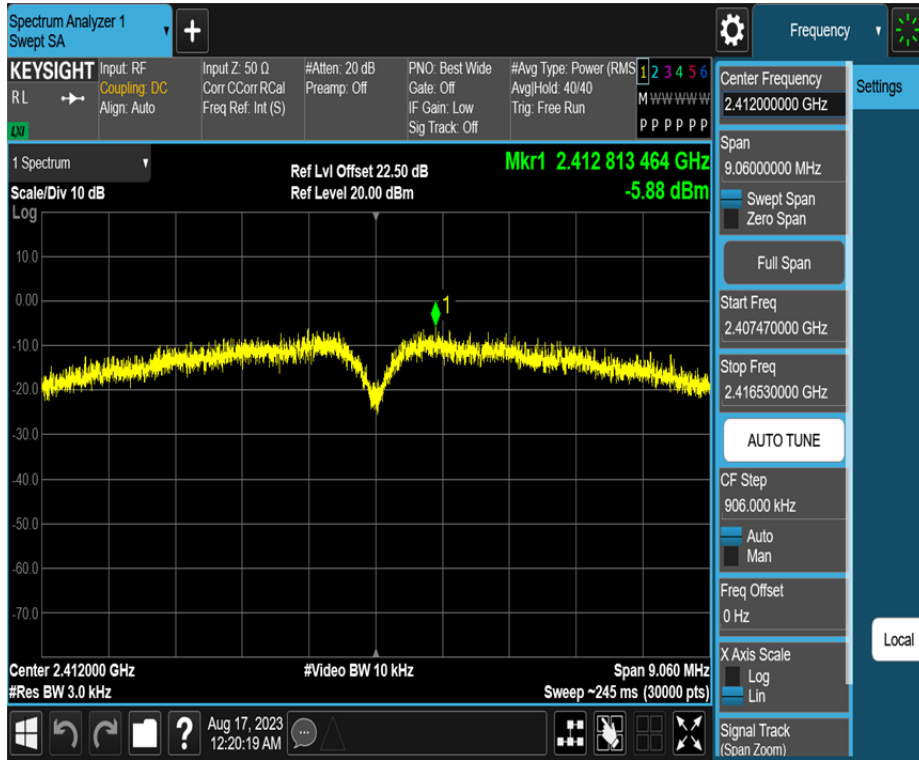 Spectrum Analyzer 1
Swept SA
+
Frequency
KEYSIGHT
R L
LXI
Input: RF
Coupling: DC
Align: Auto
Input Z: 50 Ω
Corr CCorr RCal
Freq Ref: Int (S)
#Atten: 20 dB
Preamp: Off
PNO: Best Wide
Gate: Off
IF Gain: Low
Sig Track: Off
#Avg Type: Power (RMS
Avg|Hold: 40/40
Trig: Free Run
1 2 3 4 5 6
M W W W W W
P P P P P P
1 Spectrum
Scale/Div 10 dB
Log
Ref Lvl Offset 22.50 dB
Ref Level 20.00 dBm
Mkr1 2.412 813 464 GHz
-5.88 dBm
10.0
0.00
1
-10.0
-20.0
-30.0
-40.0
-50.0
-60.0
-70.0
Center 2.412000 GHz
#Res BW 3.0 kHz
#Video BW 10 kHz
Span 9.060 MHz
Sweep ~245 ms (30000 pts)
?
Aug 17, 2023
12:20:19 AM
Center Frequency
2.412000000 GHz
Span
9.06000000 MHz
Swept Span
Zero Span
Full Span
Start Freq
2.407470000 GHz
Stop Freq
2.416530000 GHz
AUTO TUNE
CF Step
906.000 kHz
Auto
Man
Freq Offset
0 Hz
X Axis Scale
Log
Lin
Signal Track
(Span Zoom)
Settings
Local